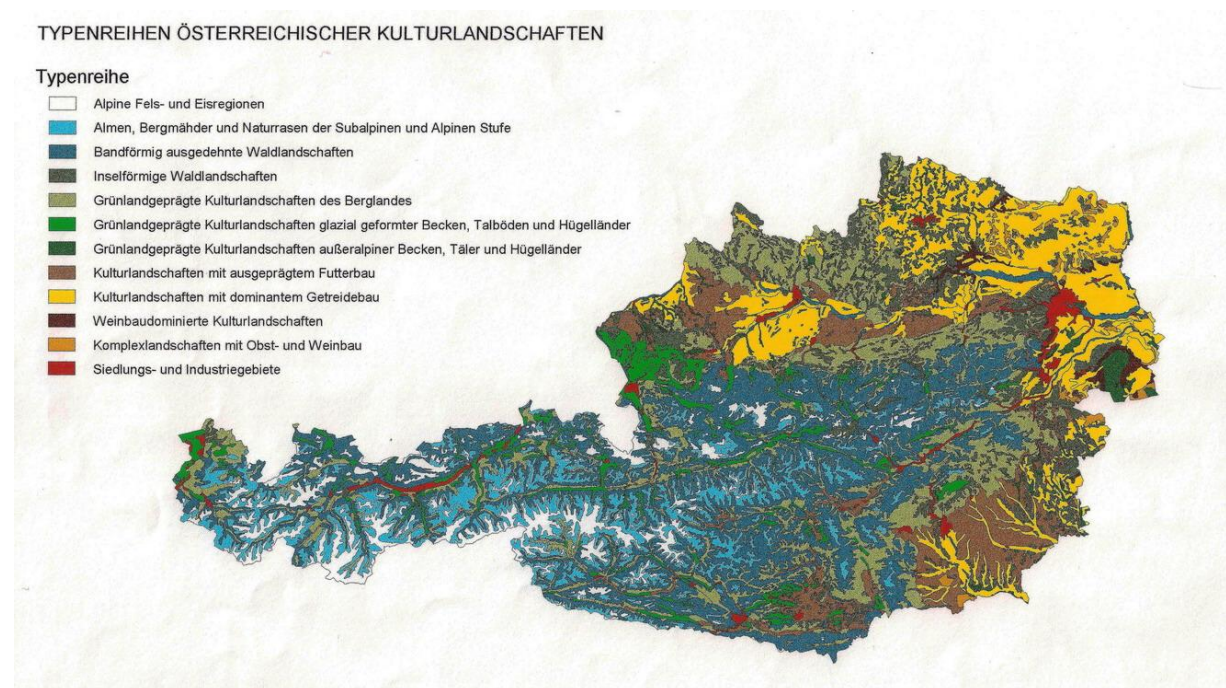 TYPENREIHEN ÖSTERREICHISCHER KULTURLANDSCHAFTEN
Typenreihe
Alpine Fels- und Eisregionen
Almen, Bergmähder und Naturrasen der Subalpinen und Alpinen Stufe
Bandförmig ausgedehnte Waldlandschaften
Inselförmige Waldlandschaften
Grünlandgeprägte Kulturlandschaften des Berglandes
Grünlandgeprägte Kulturlandschaften glazial geformter Becken, Talböden und Hügelländer
Grünlandgeprägte Kulturlandschaften außeralpiner Becken, Täler und Hügelländer
Kulturlandschaften mit ausgeprägtem Futterbau
Kulturlandschaften mit dominantem Getreidebau
Weinbaudominierte Kulturlandschaften
Komplexlandschaften mit Obst- und Weinbau
Siedlungs- und Industriegebiete